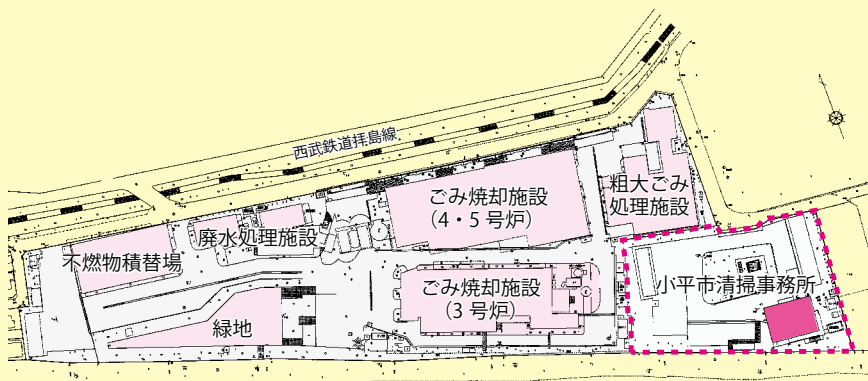 西武鉄道拝島線
ごみ焼却施設
（4・5 号炉）
粗大ごみ
処理施設
廃水処理施設
不燃物積替場
ごみ焼却施設
（3 号炉）
小平市清掃事務所
緑地